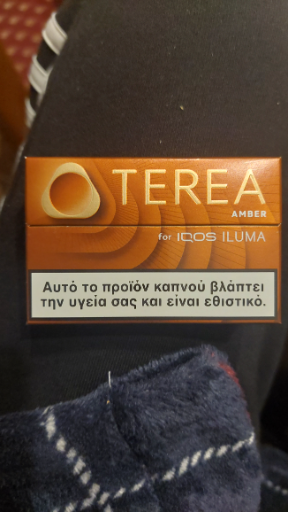 TEREA
AMBER
for IQOS ILUMA
Αυτό το προϊόν καπνού βλάπτει
την υγεία σας και είναι εθιστικό.